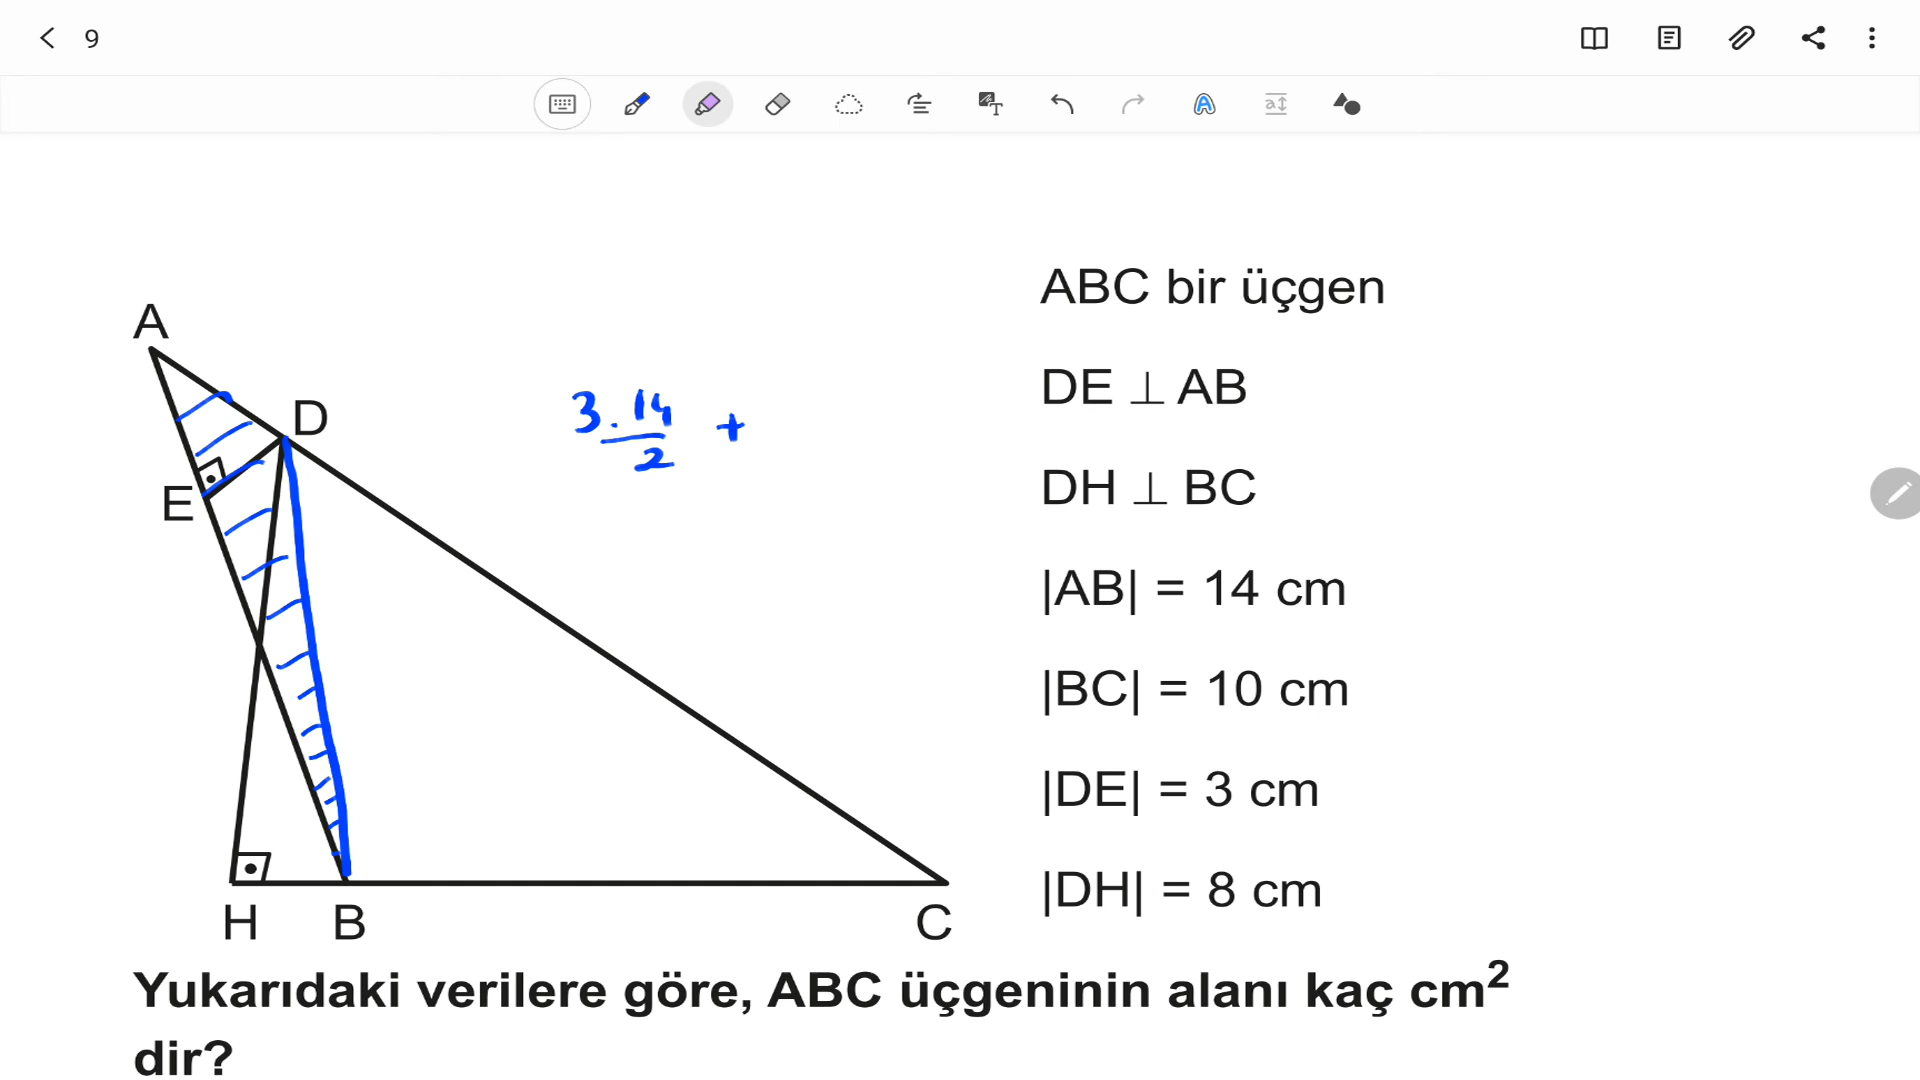 9
ABC bir üçgen
DE ⊥ AB
DH ⊥ BC
|AB| = 14 cm
|BC| = 10 cm
|DE| = 3 cm
|DH| = 8 cm
A
D
E
H
B
C
3.14 +
2
Yukarıdaki verilere göre, ABC üçgeninin alanı kaç cm²
dir?